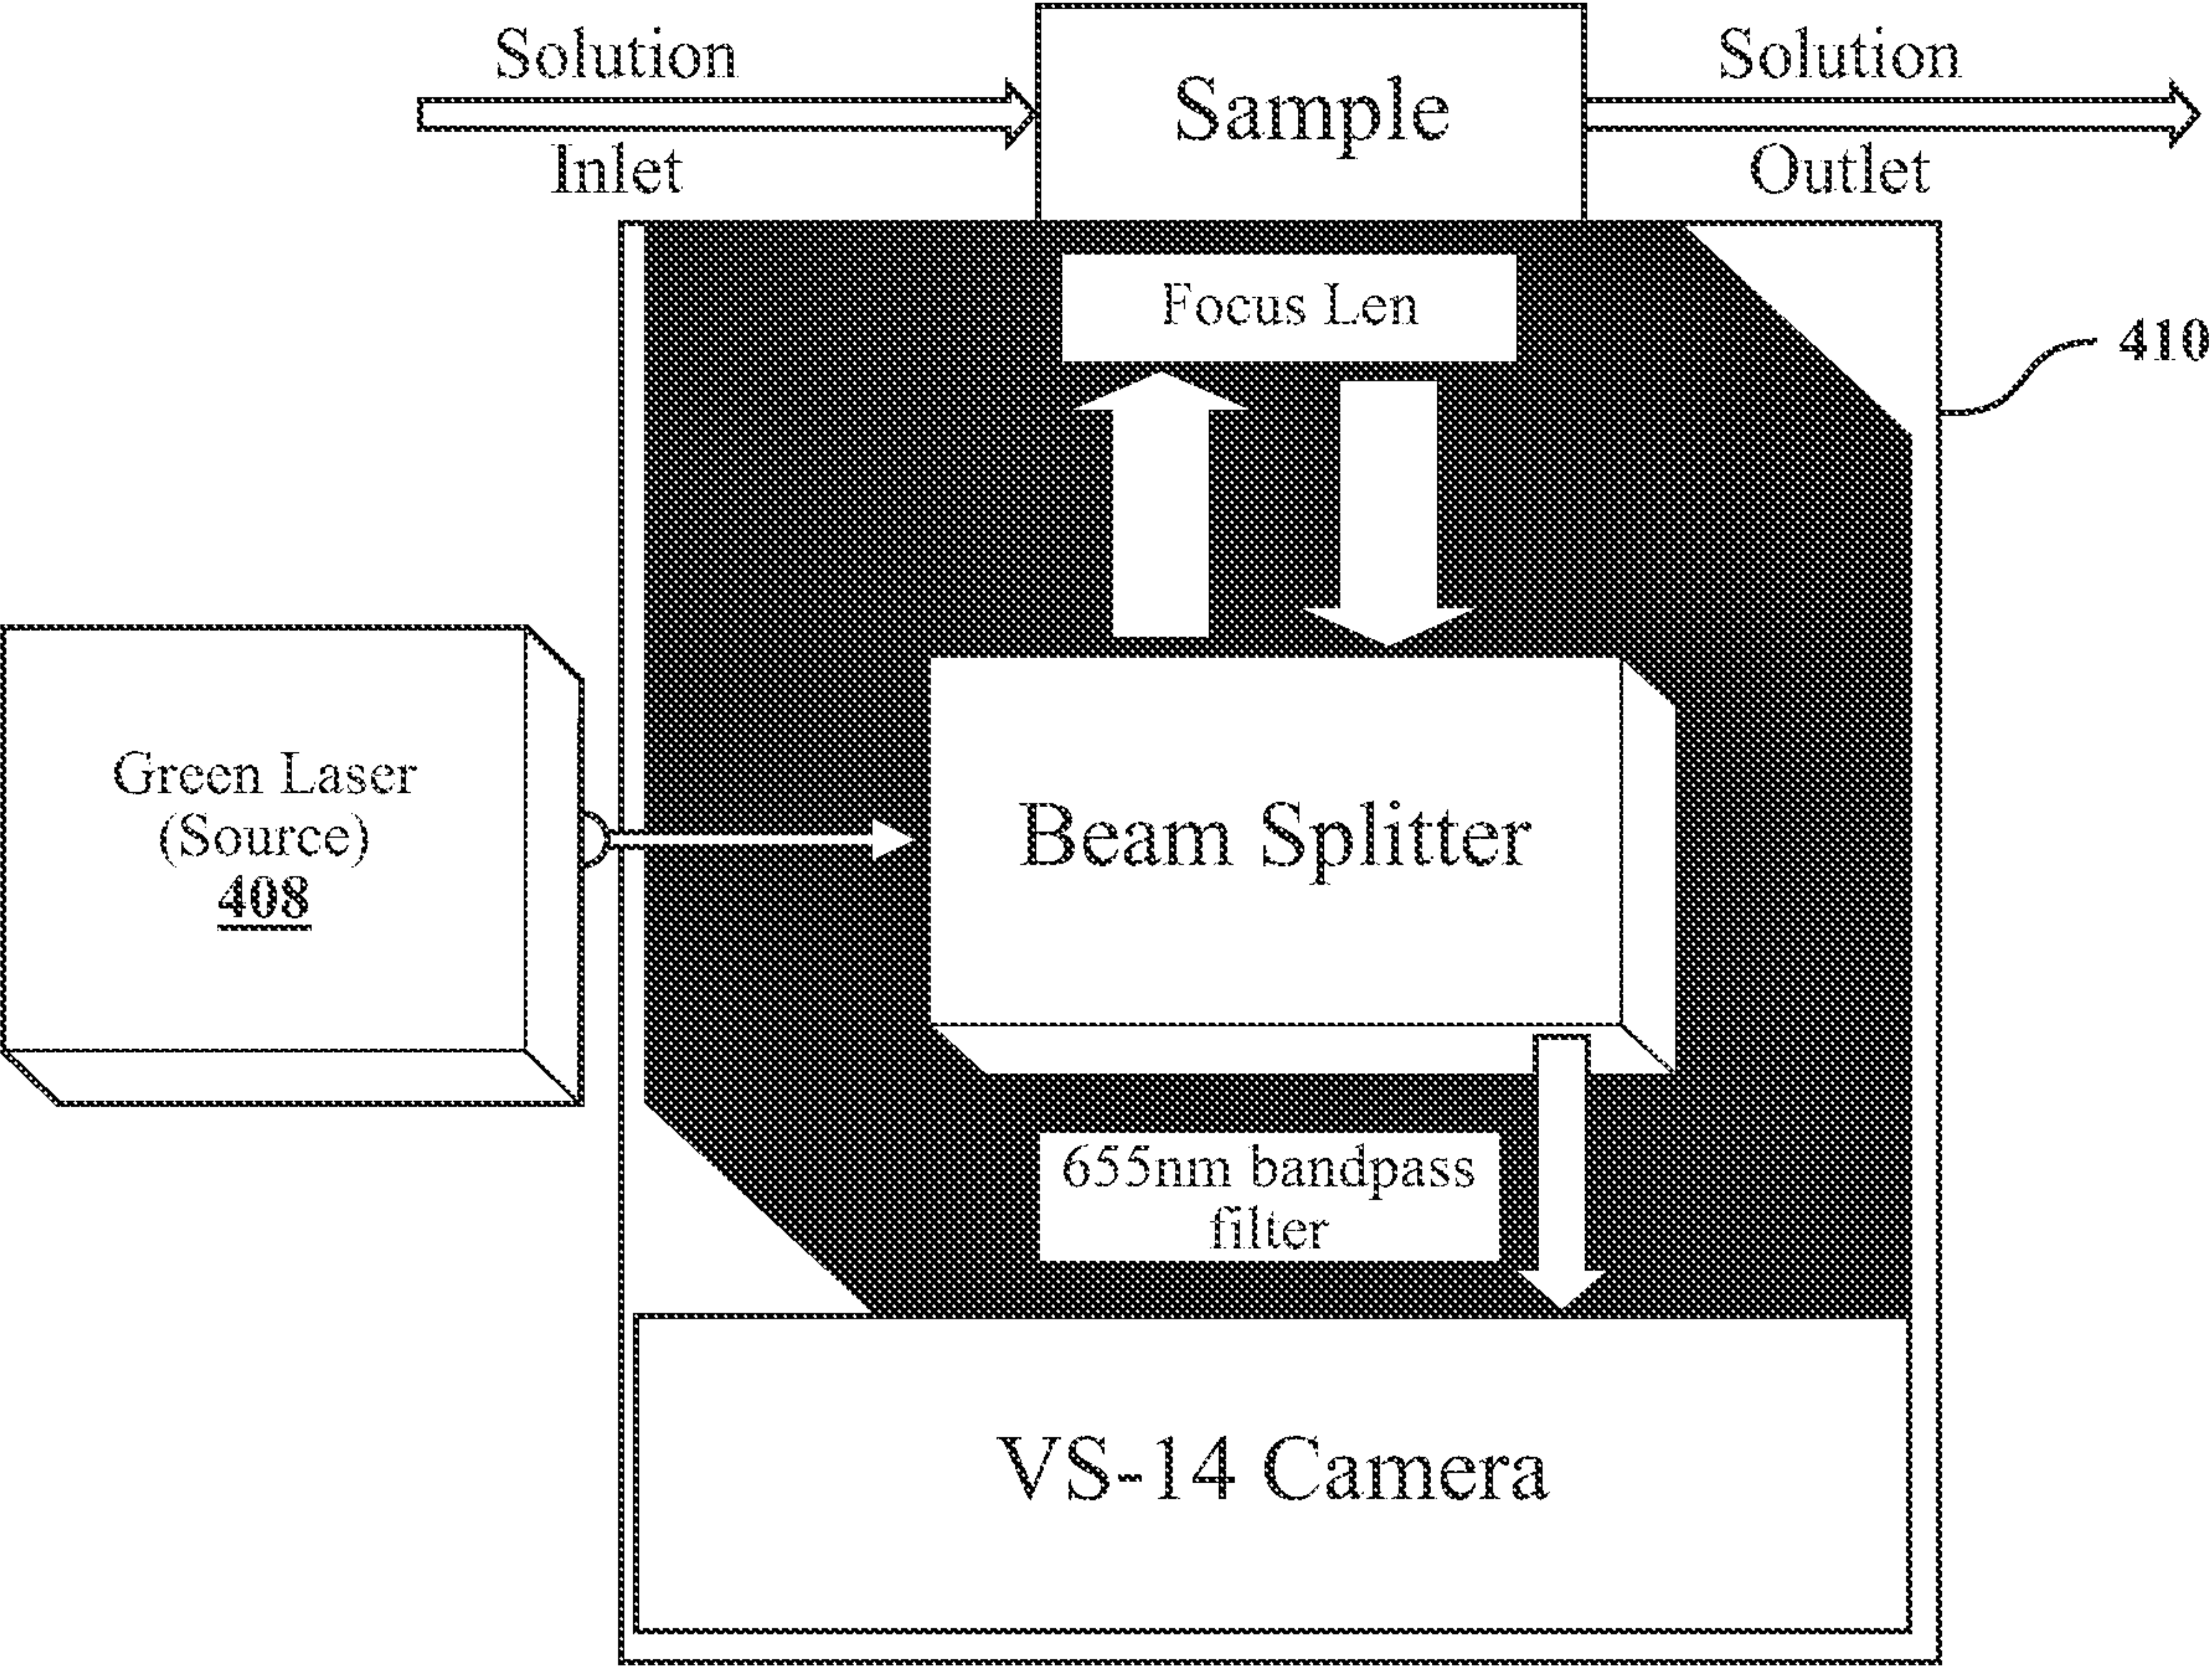 Solution
Inlet
Sample
Solution
Outlet
Focus Len
410
Green Laser
(Source)
408
Beam Splitter
655nm bandpass
filter
VS-14 Camera